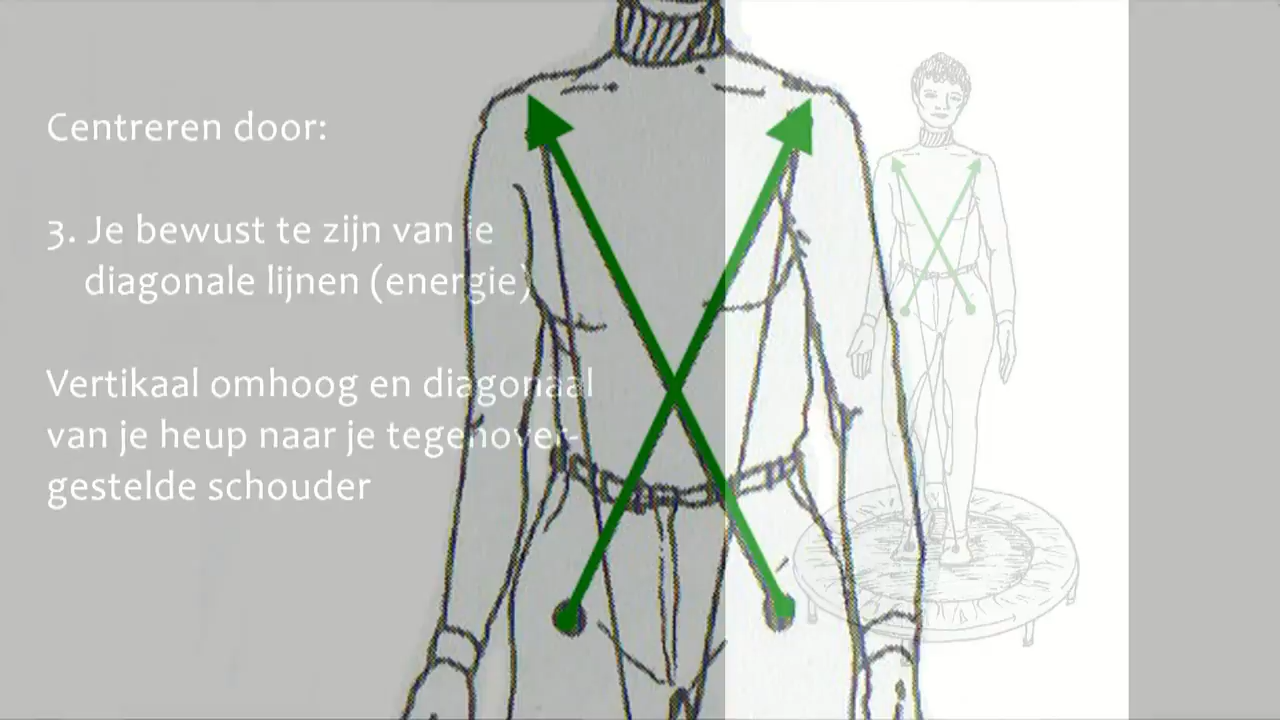 Centreren door:
3. Je bewust te zijn van je
diagonale lijnen (energie)
Vertikaal omhoog en diagonaal
van je heup naar je tegenover-
gestelde schouder